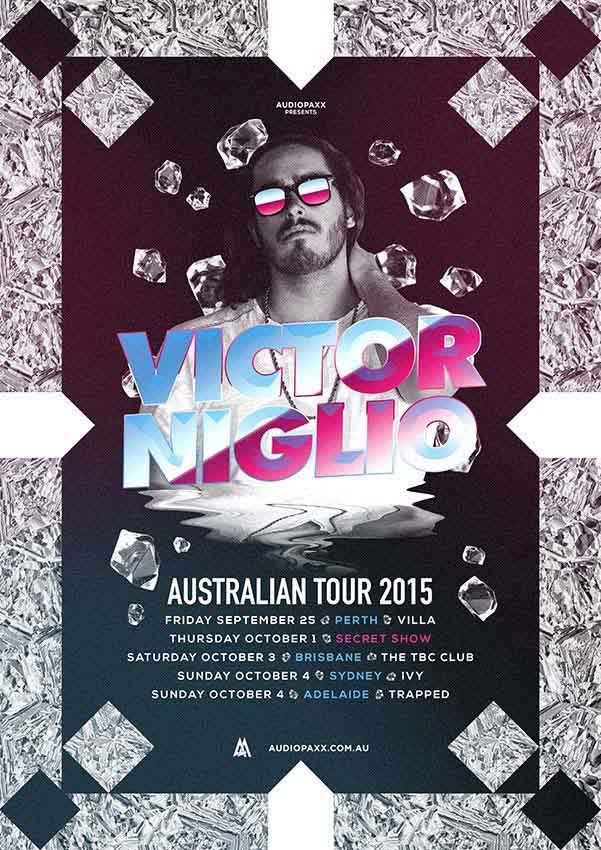 AUDIOPAXX
PRESENTS
VICTOR
NIGLIO
AUSTRALIAN TOUR 2015
FRIDAY SEPTEMBER 25 PERTH VILLA
THURSDAY OCTOBER 1 SECRET SHOW
SATURDAY OCTOBER 3 BRISBANE THE TBC CLUB
SUNDAY OCTOBER 4 SYDNEY IVY
SUNDAY OCTOBER 4 ADELAIDE TRAPPED
AUDIOPAXX.COM.AU